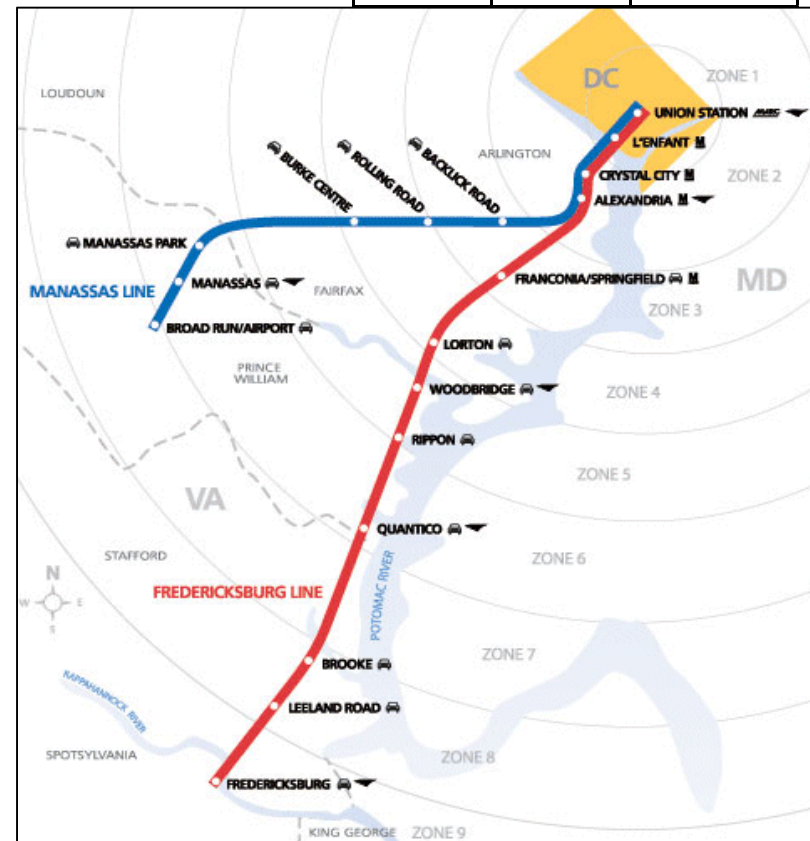 DC
ZONE 1
LOUDOUN
UNION STATION MARC
L'ENFANT M
ARLINGTON
BACKLICK ROAD
ROLLING ROAD
BURKE CENTRE
CRYSTAL CITY M
ZONE 2
ALEXANDRIA M
MANASSAS PARK
FRANCONIA/SPRINGFIELD M
MD
MANASSAS LINE
MANASSAS
FAIRFAX
ZONE 3
BROAD RUN/AIRPORT
LORTON
PRINCE
WILLIAM
WOODBRIDGE
ZONE 4
RIPPON
ZONE 5
VA
QUANTICO
STAFFORD
ZONE 6
N
W E
S
FREDERICKSBURG LINE
POTOMAC RIVER
ZONE 7
BROOKE
RAPPAHANNOCK
RIVER
LEELAND ROAD
SPOTSYLVANIA
ZONE 8
FREDERICKSBURG
KING GEORGE
ZONE 9